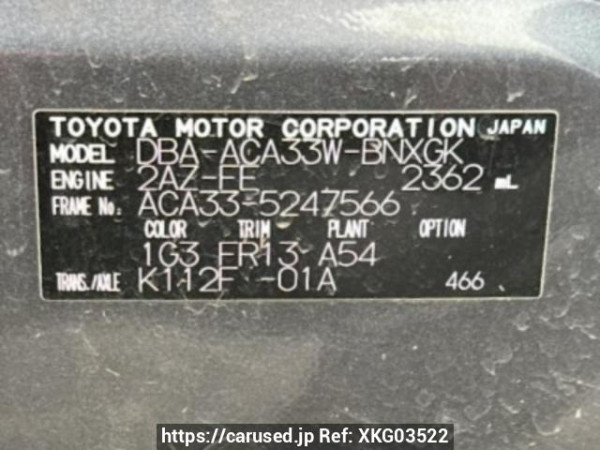 TOYOTA MOTOR CORPORATION JAPAN
MODEL DBA-ACA33W-BNXGK
ENGINE 2AZ-FE 2362 mL
FRAME No. ACA33-5247566
COLOR TRIM PLANT OPTION
1G3 FR13 A54
TRANS./AXLE K112F -01A 466
https://carused.jp Ref: XKG03522